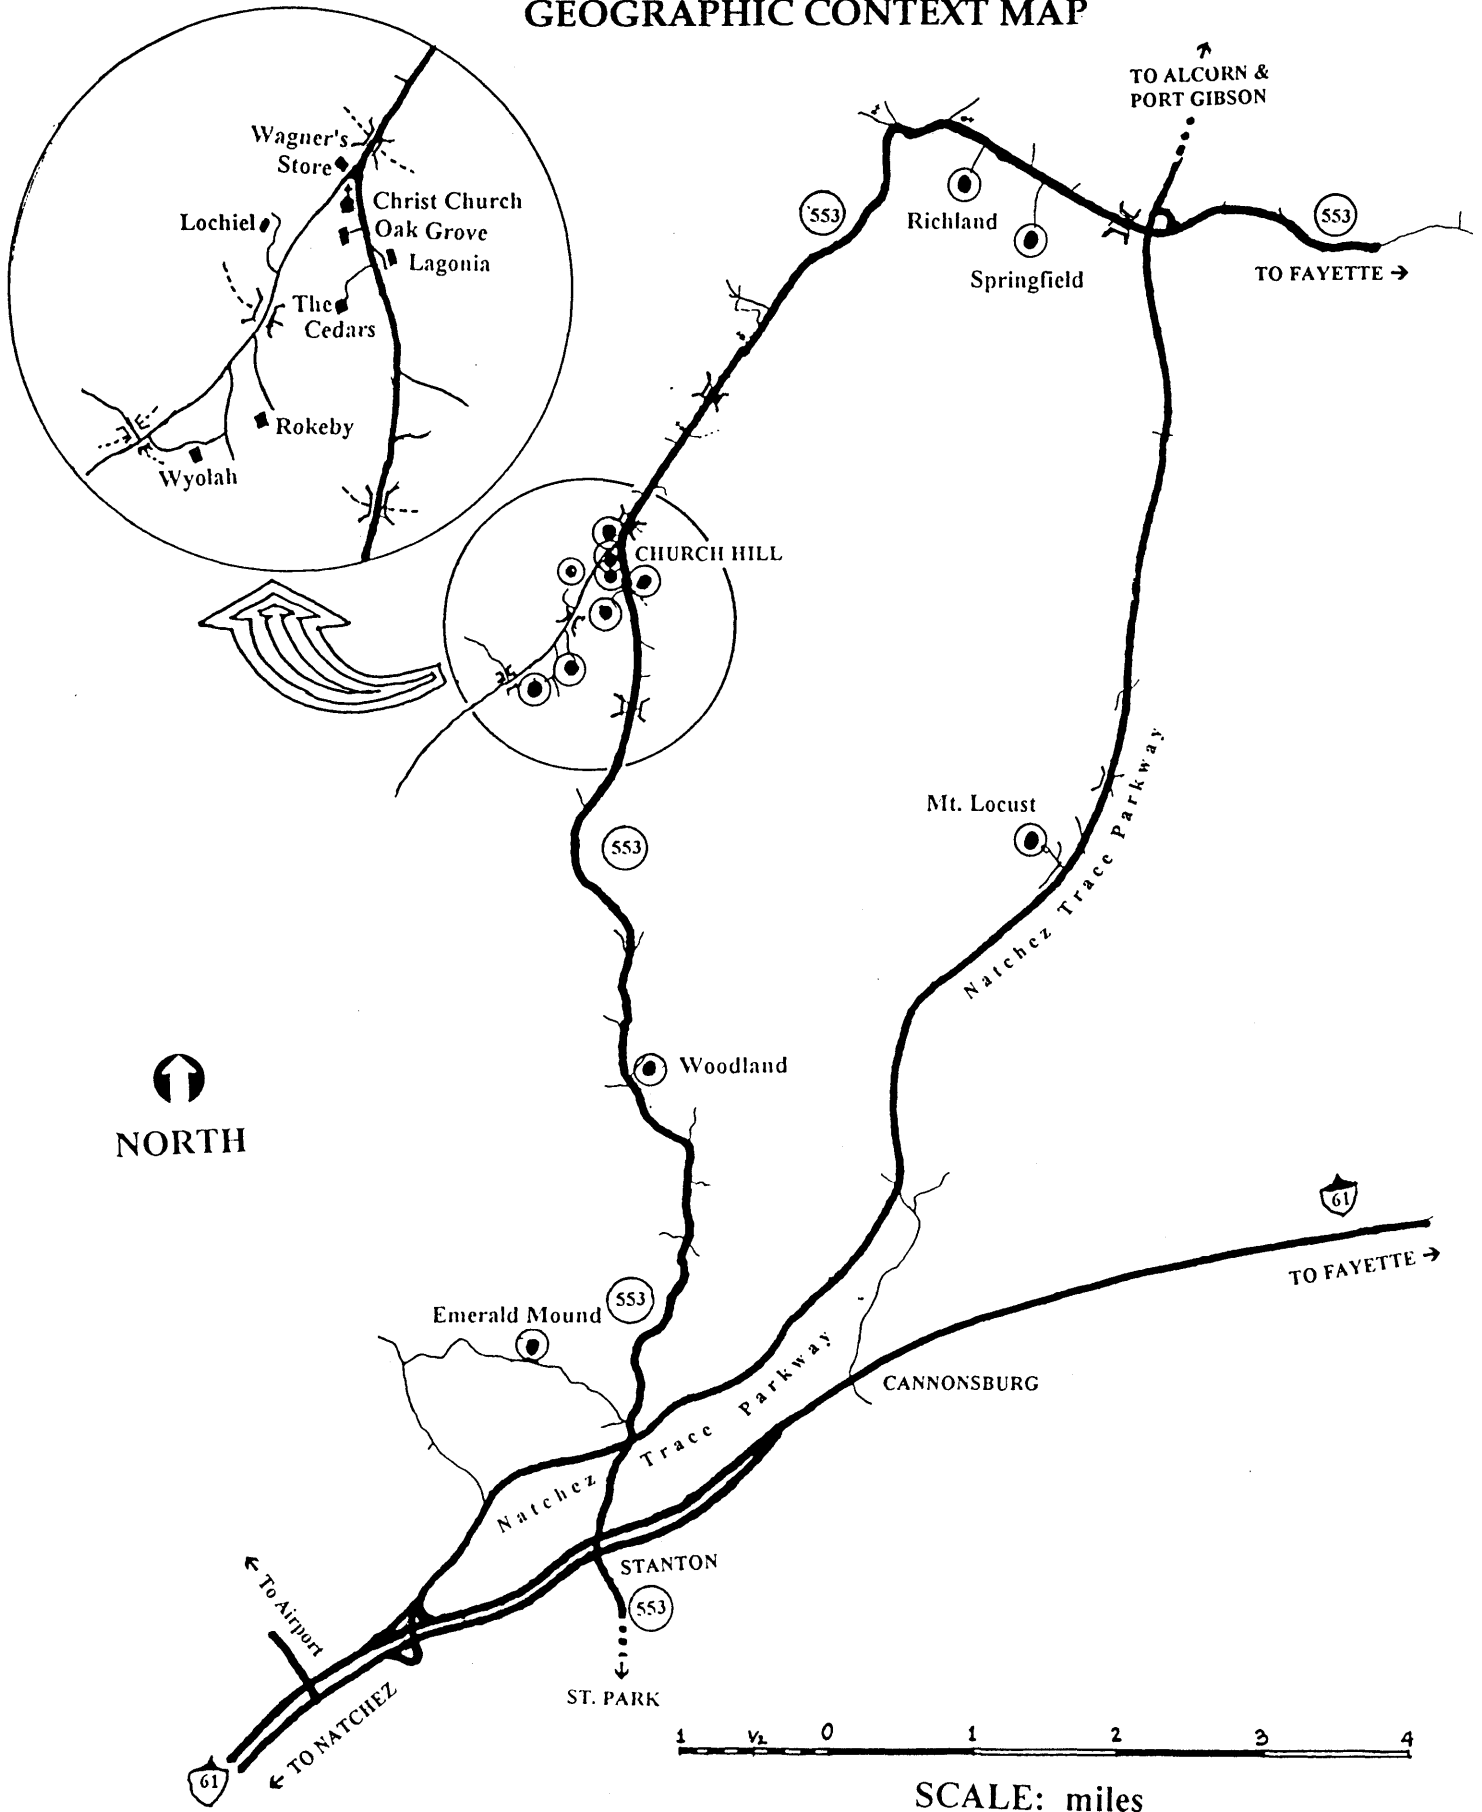 GEOGRAPHIC CONTEXT MAP
TO ALCORN &
PORT GIBSON
Wagner's
Store
Christ Church
Lochiel
Oak Grove
Lagonia
The
Cedars
Rokeby
Wyolah
553
Richland
553
Springfield
TO FAYETTE →
CHURCH HILL
Mt. Locust
553
Natchez Trace Parkway
Woodland
NORTH
61
TO FAYETTE →
553
Emerald Mound
CANNONSBURG
Natchez Trace Parkway
STANTON
← To Airport
553
ST. PARK
← TO NATCHEZ
61
1 1/2 0 1 2 3 4
SCALE: miles